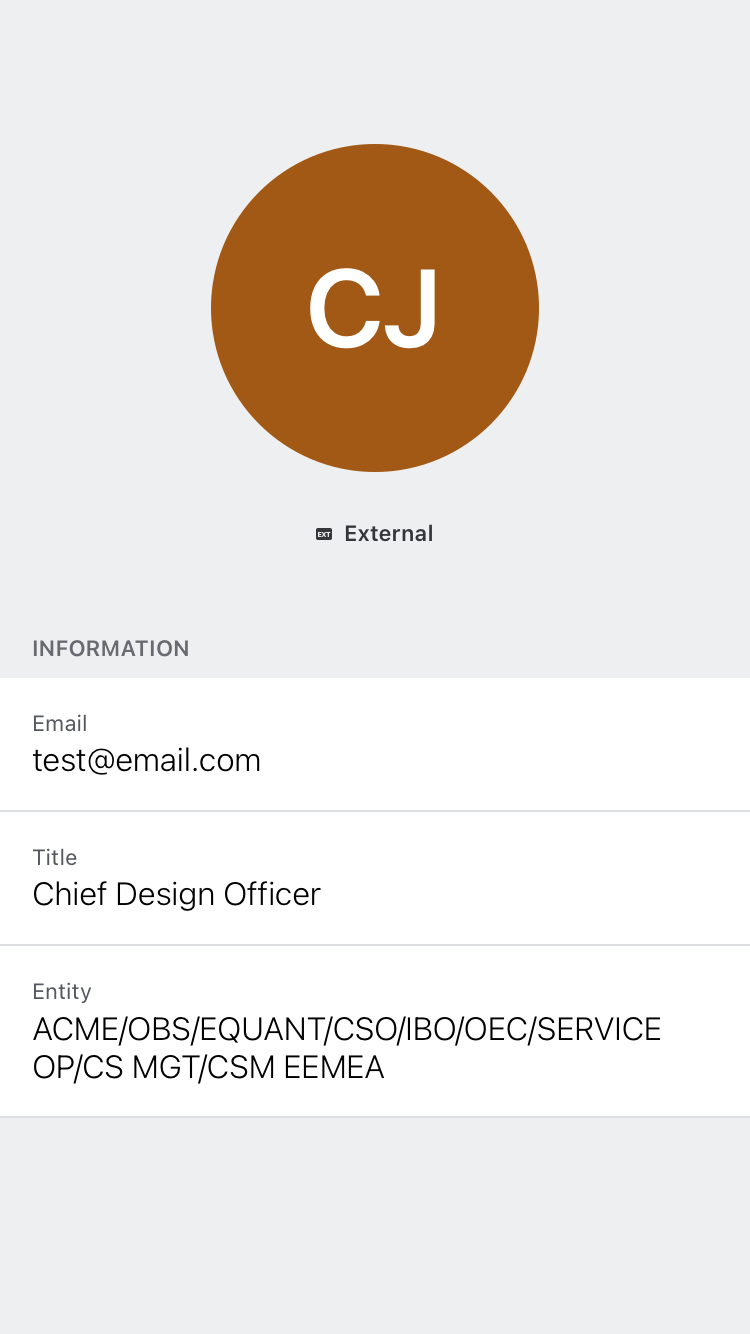 CJ
EXT External
INFORMATION
Email
test@email.com
Title
Chief Design Officer
Entity
ACME/OBS/EQUANT/CSO/IBO/OEC/SERVICE
OP/CS MGT/CSM EEMEA